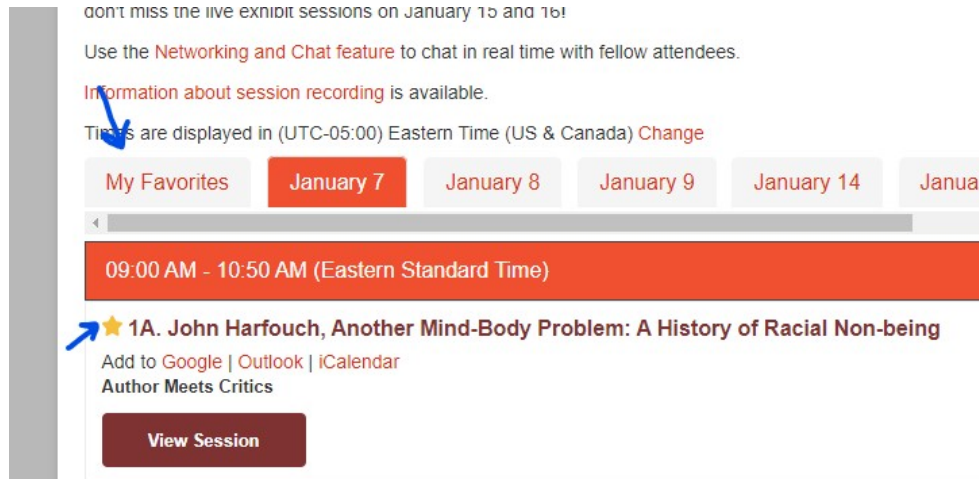 don't miss the live exhibit sessions on January 15 and 16!
Use the Networking and Chat feature to chat in real time with fellow attendees.
Information about session recording is available.
Times are displayed in (UTC-05:00) Eastern Time (US & Canada) Change
My Favorites January 7 January 8 January 9 January 14 Janua
09:00 AM - 10:50 AM (Eastern Standard Time)
1A. John Harfouch, Another Mind-Body Problem: A History of Racial Non-being
Add to Google | Outlook | iCalendar
Author Meets Critics
View Session